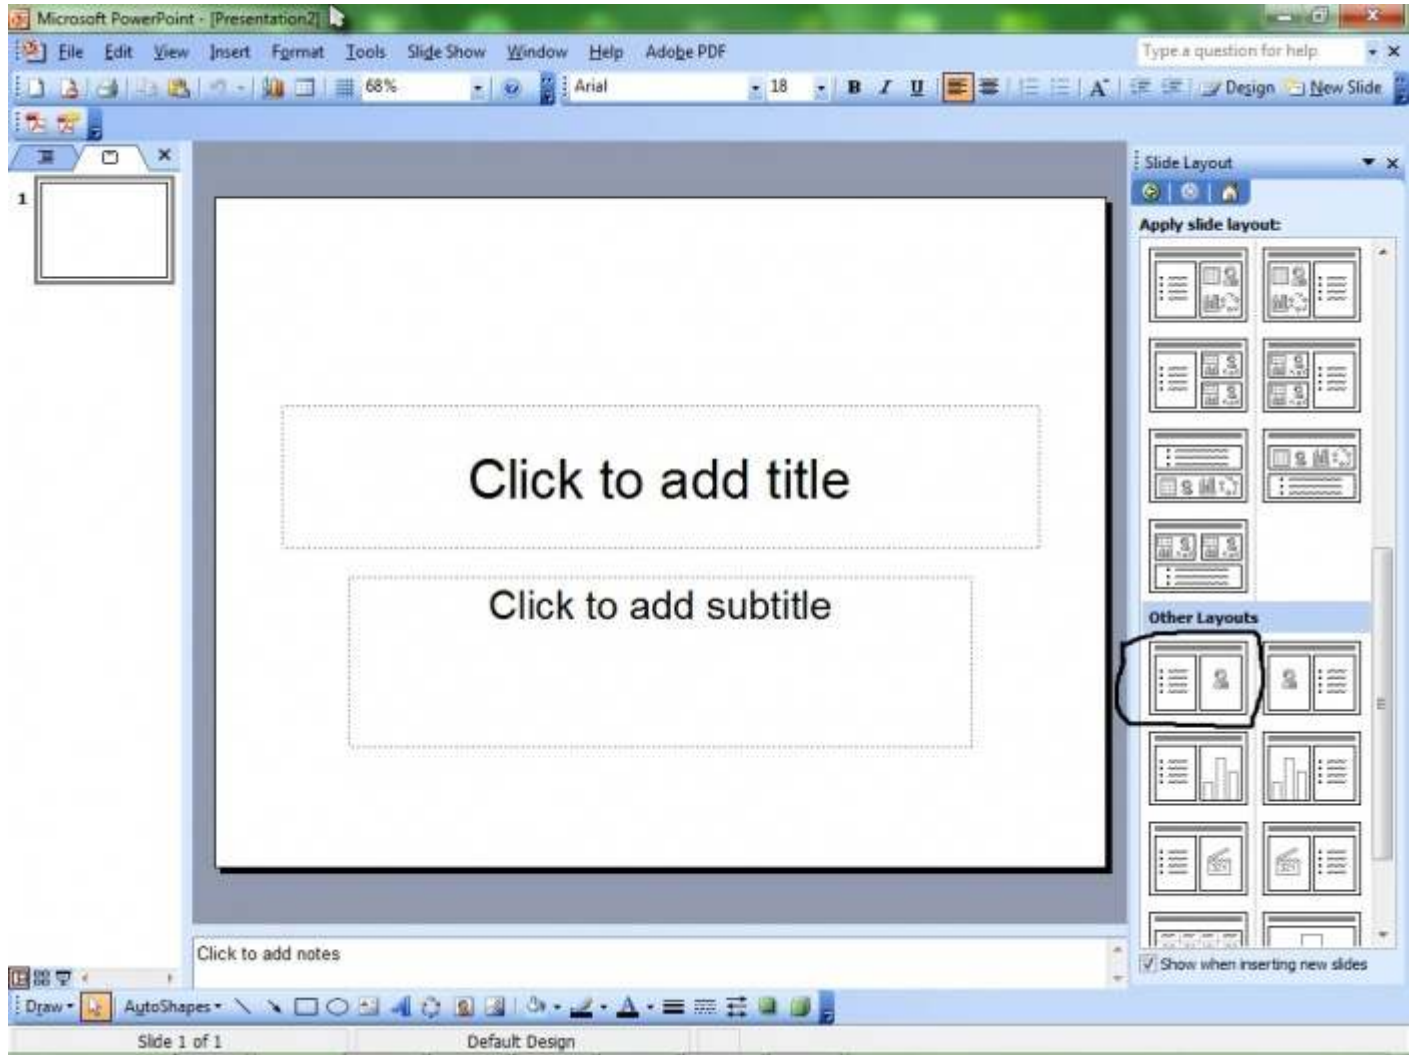 Microsoft PowerPoint - [Presentation2]
File Edit View Insert Format Tools Slide Show Window Help Adobe PDF Type a question for help
68% Arial 18 B I U A Design New Slide
Slide Layout
1
Apply slide layout:
Click to add title
Click to add subtitle
Other Layouts
Click to add notes
Show when inserting new slides
Draw AutoShapes A
Slide 1 of 1 Default Design